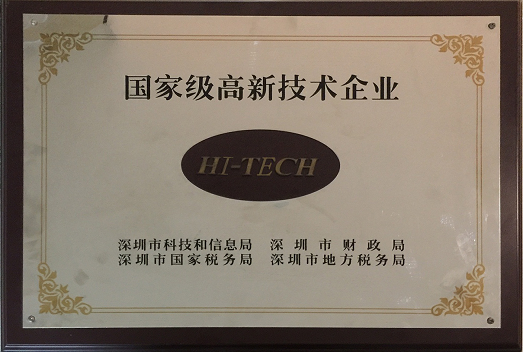 国家级高新技术企业
HI-TECH
深圳市科技和信息局 深圳市财政局
深圳市国家税务局 深圳市地方税务局